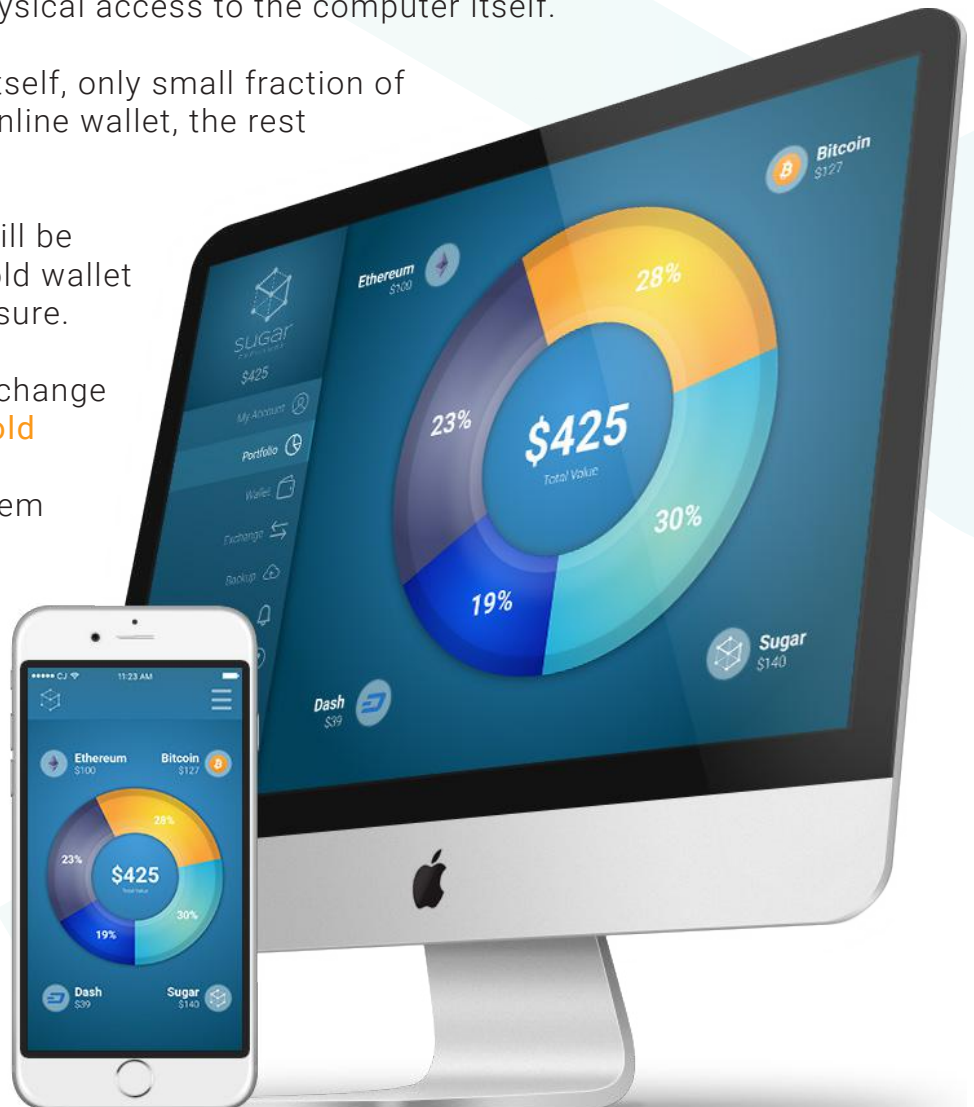 ysical access to the computer itself.
tself, only small fraction of
nline wallet, the rest
ill be
old wallet
sure.
change
old
em
Bitcoin
$127
Ethereum
$100
28%
sugar
$425
My Account
23%
$425
Total Value
Portfolio
Wallet
30%
Exchange
Backup
19%
Sugar
$140
Dash
$39
CJ 11:23 AM
Ethereum
$100
Bitcoin
$127
28%
23%
$425
Total Value
30%
19%
Dash
$39
Sugar
$140